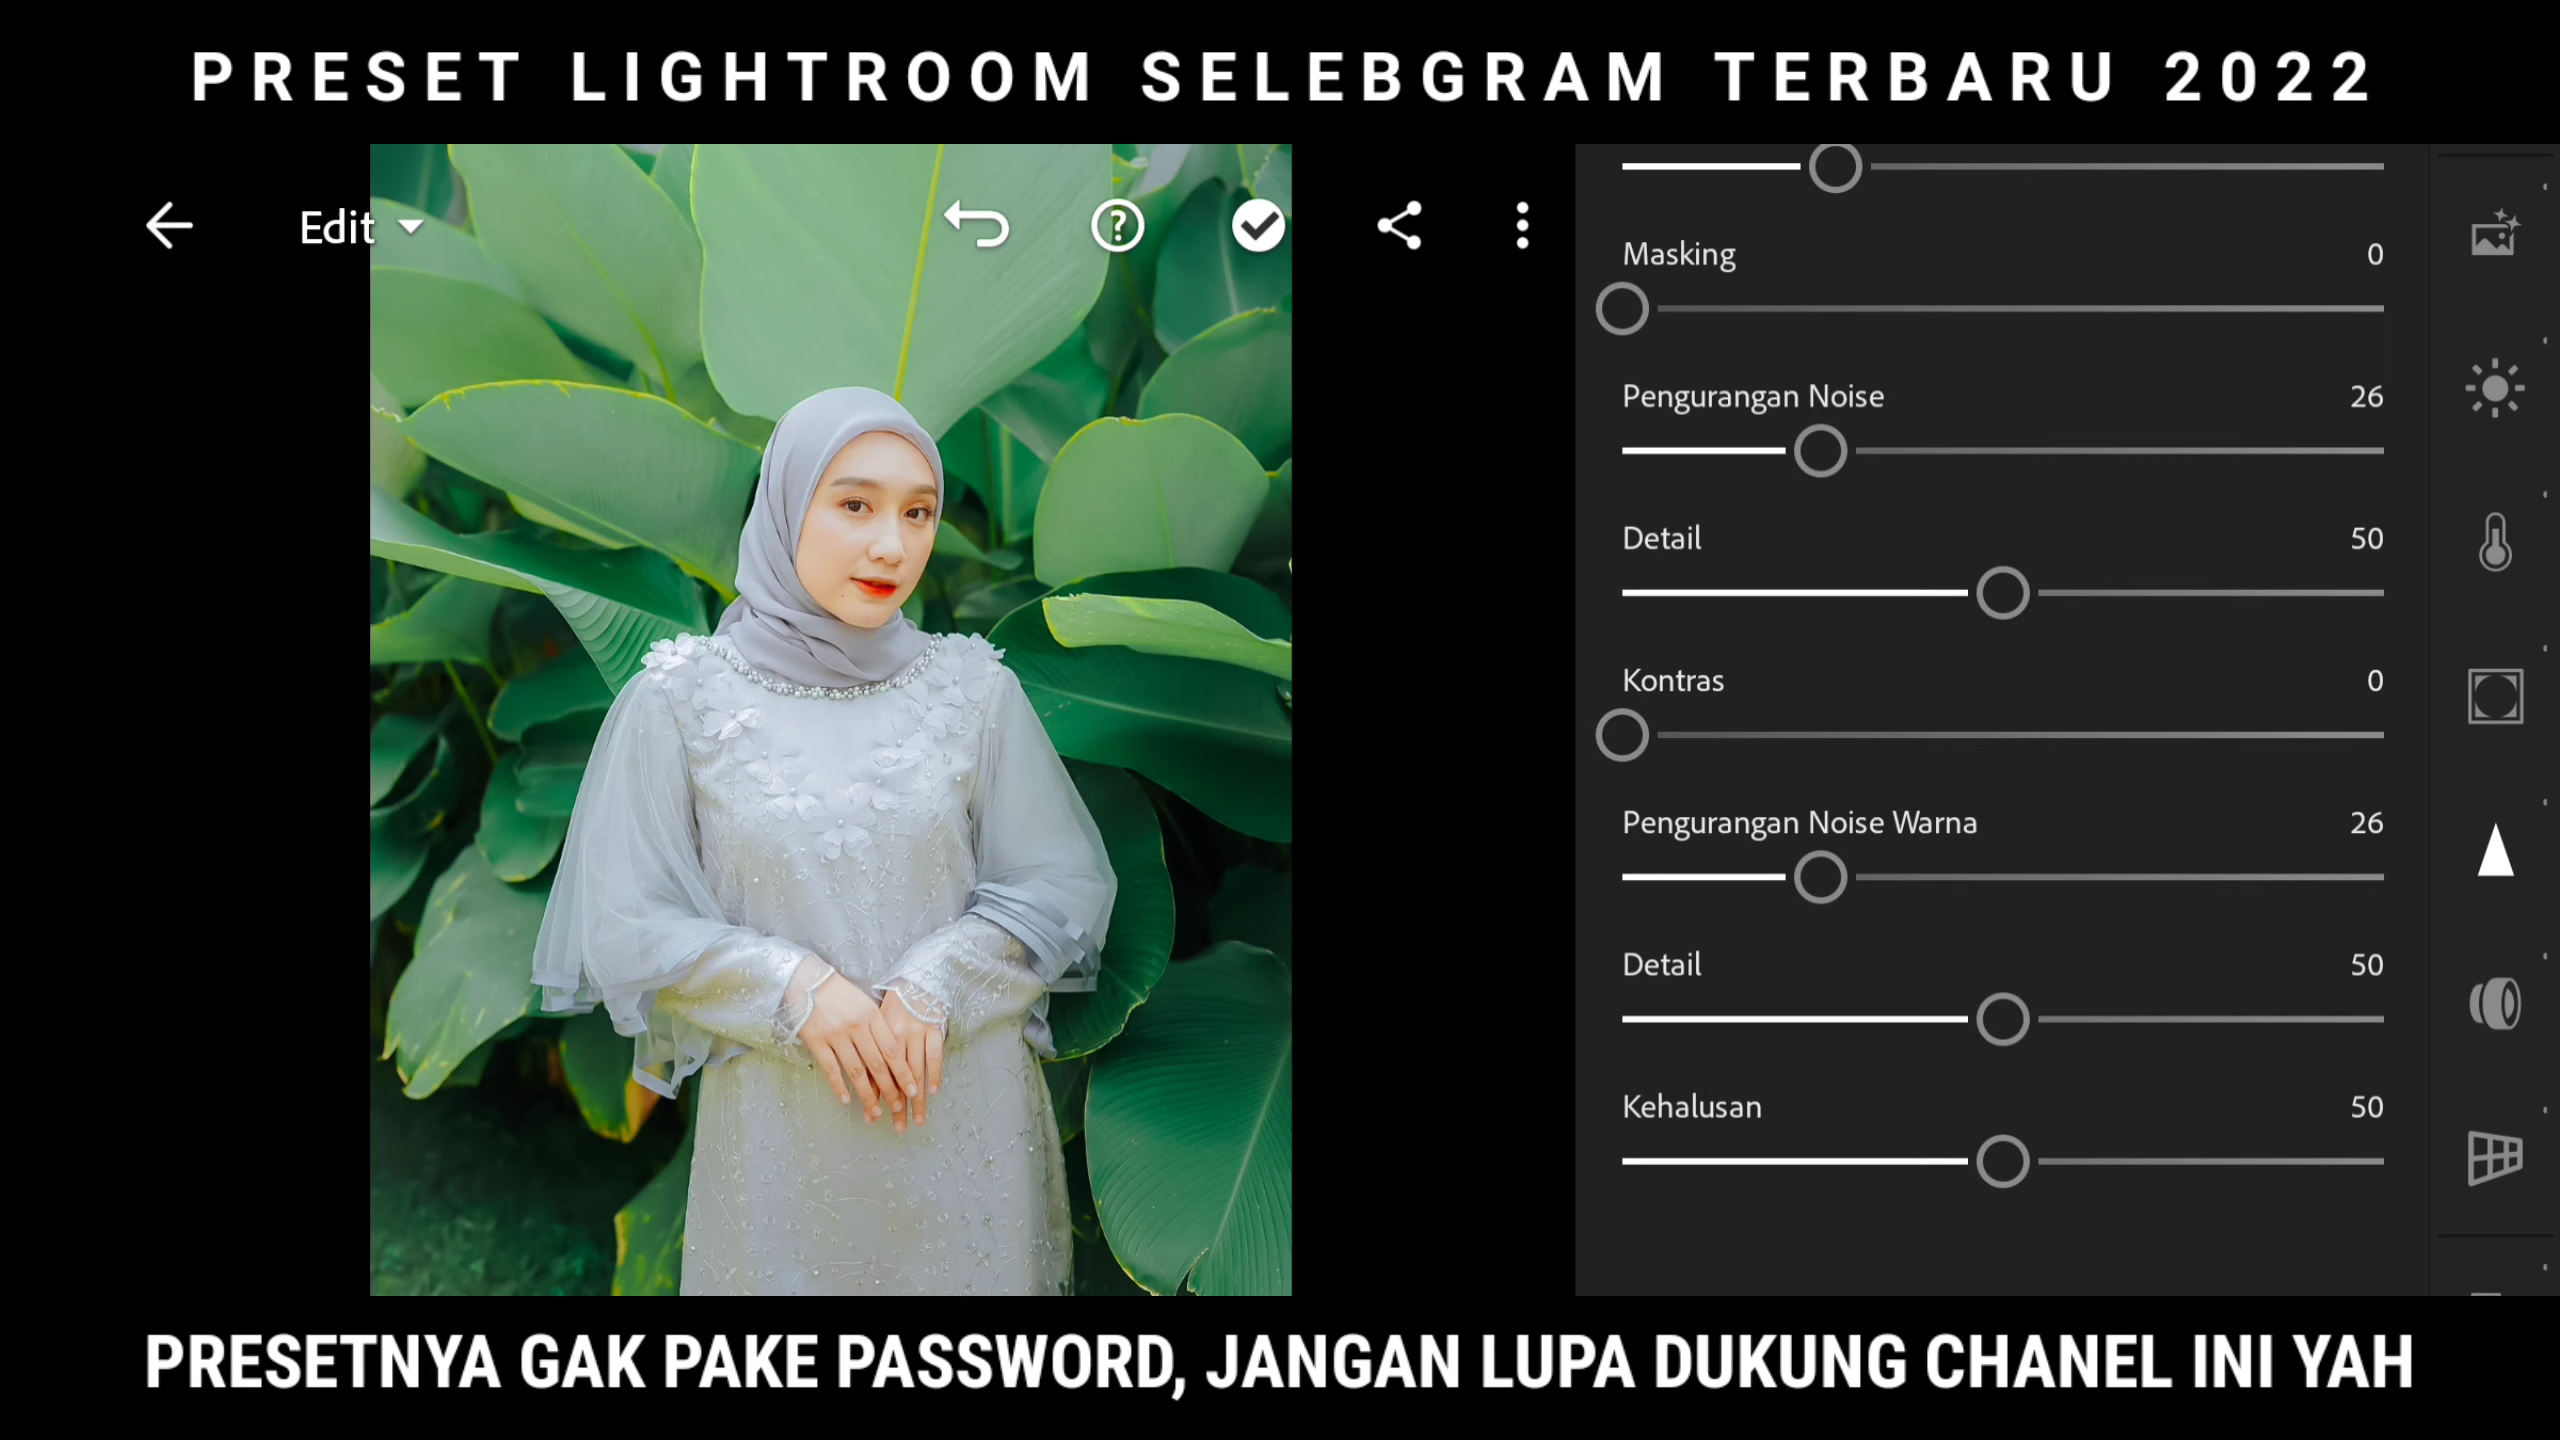 PRESET LIGHTROOM SELEBGRAM TERBARU 2022
Edit
Masking 0
Pengurangan Noise 26
Detail 50
Kontras 0
Pengurangan Noise Warna 26
Detail 50
Kehalusan 50
PRESETNYA GAK PAKE PASSWORD, JANGAN LUPA DUKUNG CHANEL INI YAH